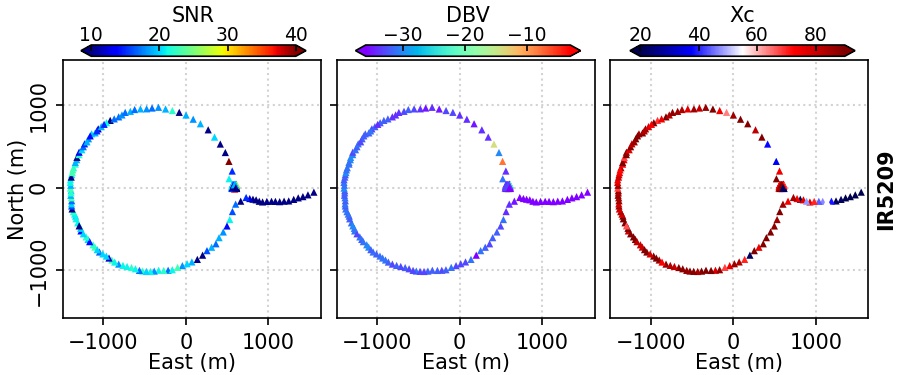 SNR DBV Xc
10 20 30 40 −30 −20 −10 20 40 60 80
1000
0
−1000
North (m)
IR5209
−1000 0 1000 −1000 0 1000 −1000 0 1000
East (m) East (m) East (m)